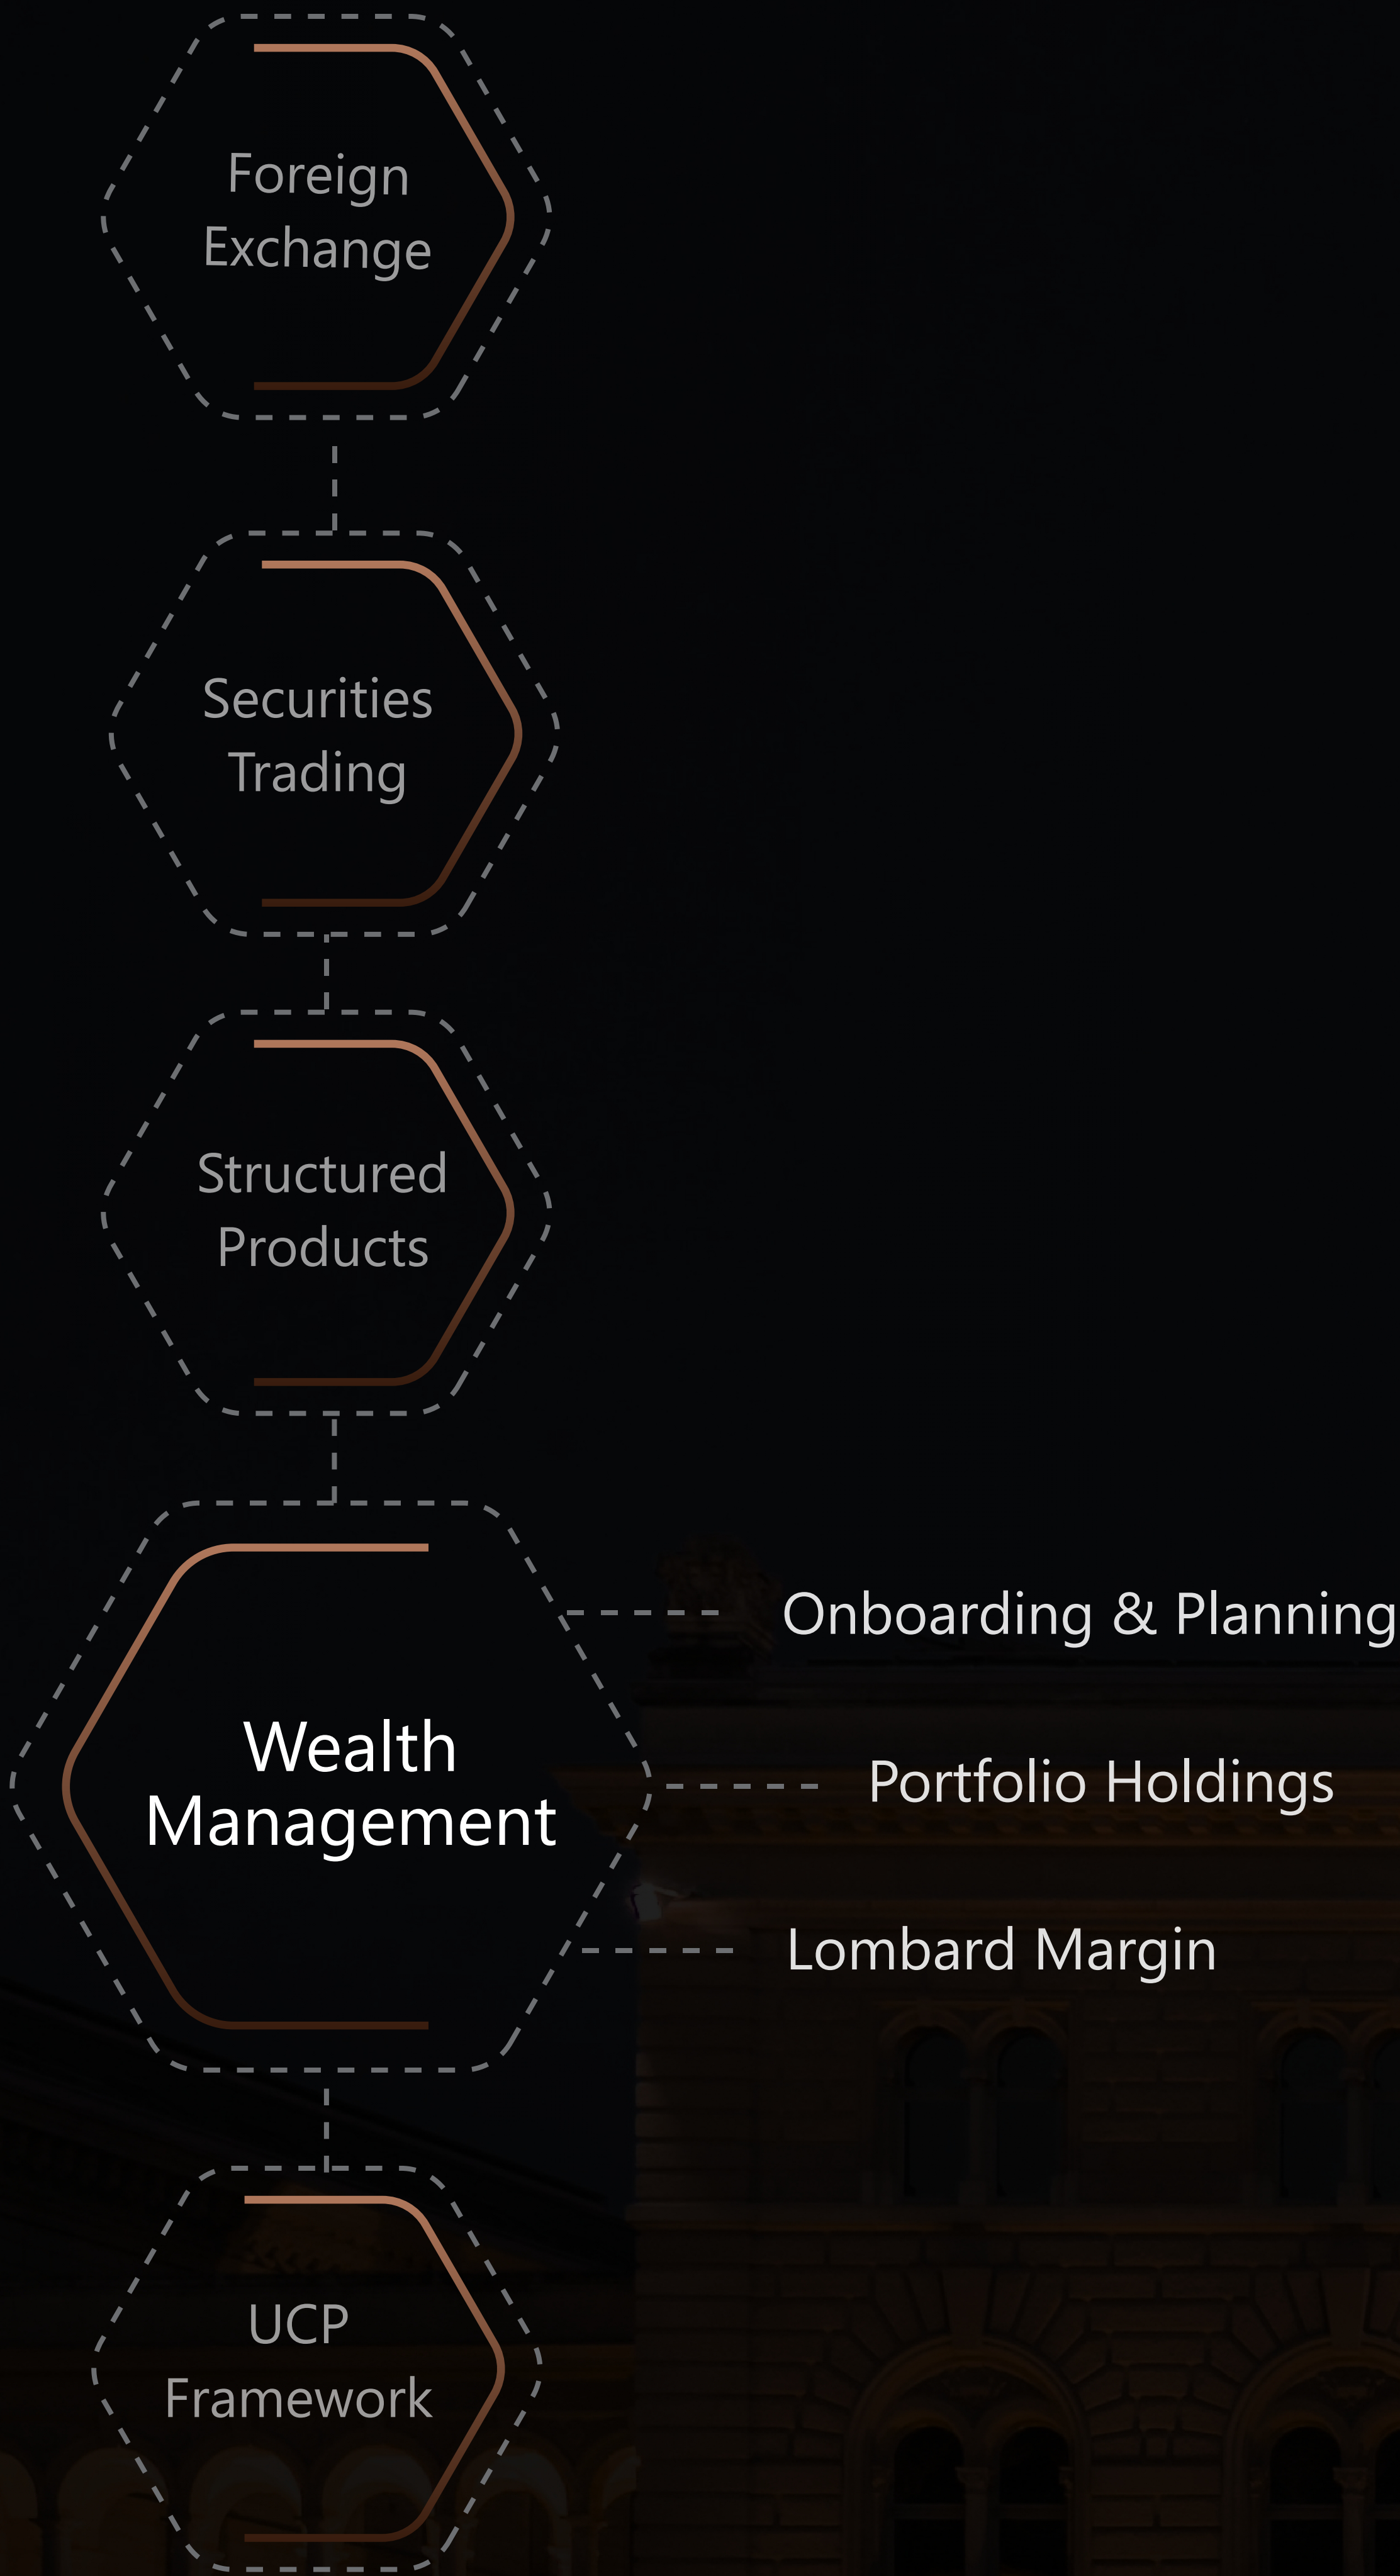 Foreign
Exchange
Securities
Trading
Structured
Products
Wealth
Management
Onboarding & Planning
Portfolio Holdings
Lombard Margin
UCP
Framework